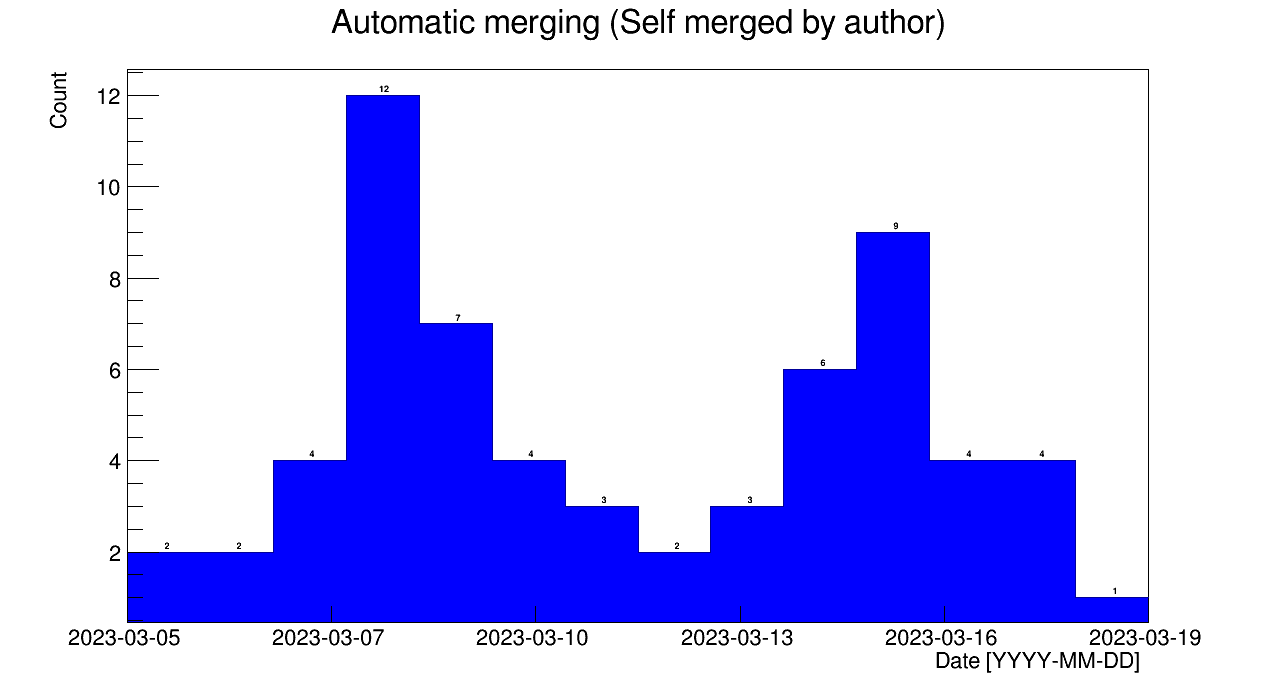 Automatic merging (Self merged by author)
Count
12
10
8
6
4
2
2 2 4 12 7 4 3 2 3 6 9 4 4 1
2023-03-05 2023-03-07 2023-03-10 2023-03-13 2023-03-16 2023-03-19
Date [YYYY-MM-DD]